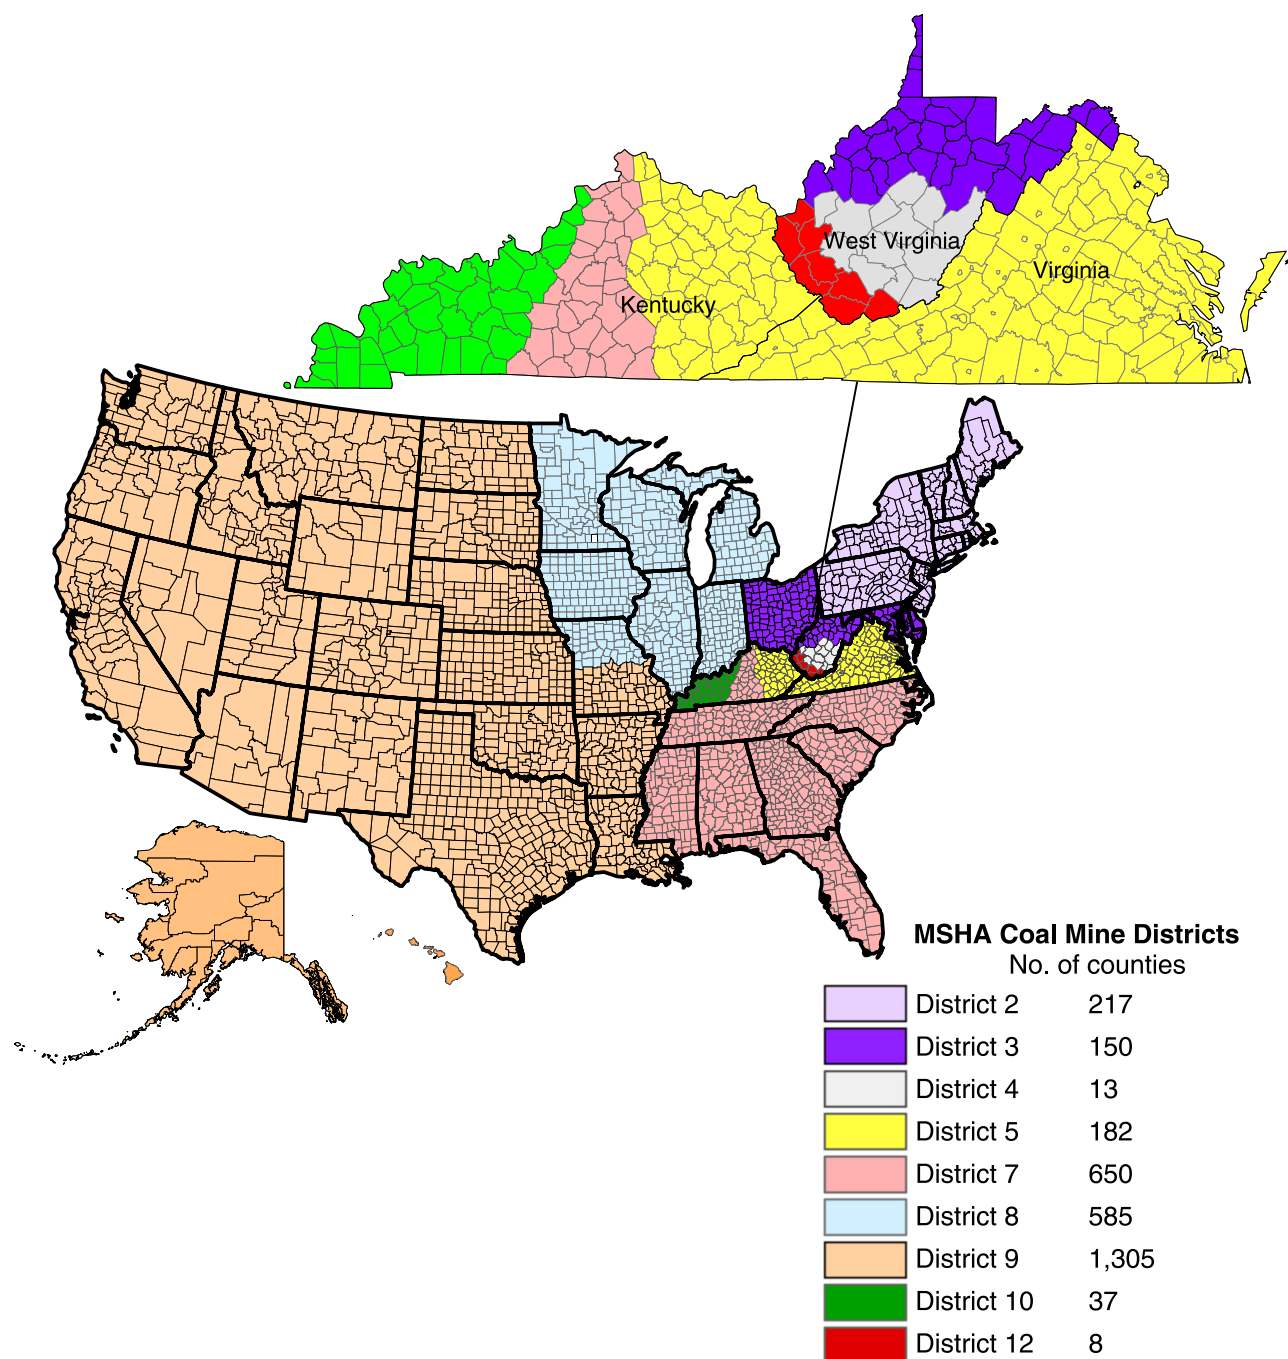 West Virginia
Virginia
Kentucky
MSHA Coal Mine Districts
No. of counties
District 2 217
District 3 150
District 4 13
District 5 182
District 7 650
District 8 585
District 9 1,305
District 10 37
District 12 8